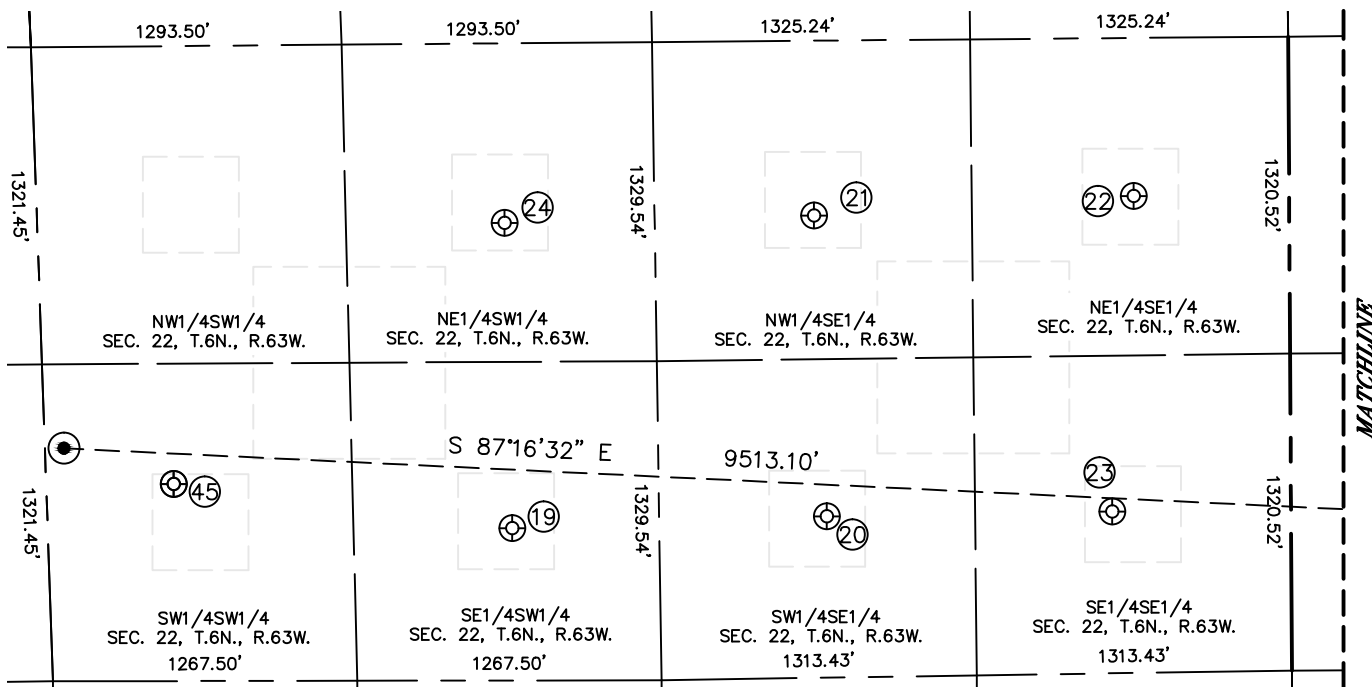 1293.50'
1293.50'
1325.24'
1325.24'
1321.45'
1329.54'
1320.52'
24
21
22
NW1/4SW1/4
SEC. 22, T.6N., R.63W.
NE1/4SW1/4
SEC. 22, T.6N., R.63W.
NW1/4SE1/4
SEC. 22, T.6N., R.63W.
NE1/4SE1/4
SEC. 22, T.6N., R.63W.
MATCHLINE
S 87°16'32" E
9513.10'
1321.45'
1329.54'
1320.52'
45
19
20
23
SW1/4SW1/4
SEC. 22, T.6N., R.63W.
SE1/4SW1/4
SEC. 22, T.6N., R.63W.
SW1/4SE1/4
SEC. 22, T.6N., R.63W.
SE1/4SE1/4
SEC. 22, T.6N., R.63W.
1267.50'
1267.50'
1313.43'
1313.43'